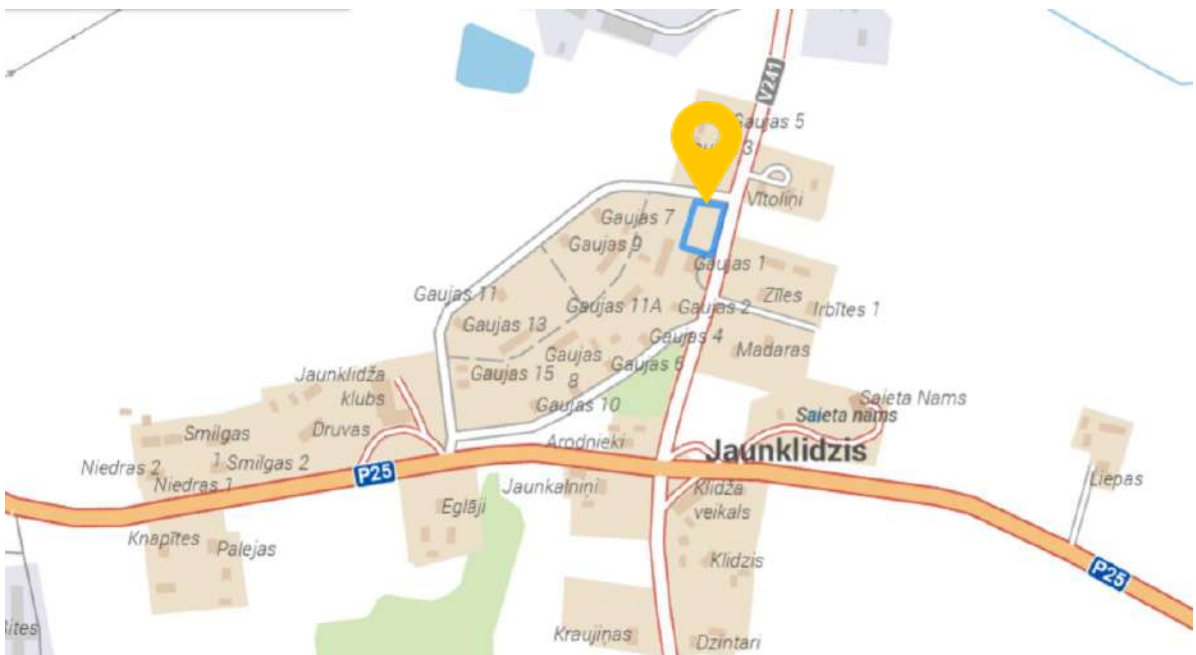 V241
Gaujas 5
3
Vītoliņi
Gaujas 7
Gaujas 9
Gaujas 1
Gaujas 11
Gaujas 11A
Gaujas 2
Zīles
Irbītes 1
Gaujas 13
Gaujas 4
Madaras
Gaujas
8
Gaujas 6
Gaujas 15
Jaunklidža
klubs
Gaujas 10
Saieta Nams
Saieta nams
Druvas
Arodnieki
Smilgas
1
Smilgas 2
Jaunklidzis
Niedras 2
Niedras 1
P25
Jaunkalniņi
Klidža
veikals
Liepas
Eglāji
Knapītes
Palejas
Klidzis
P25
Kraujiņas
Dzintari